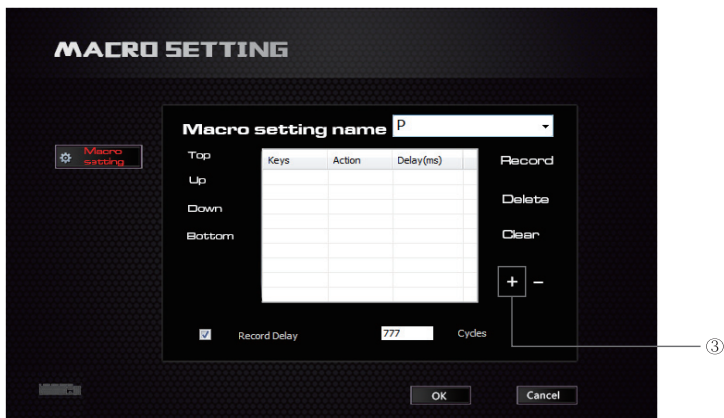 MACRO SETTING
Macro setting name P
Macro setting
Top
Up
Down
Bottom
Keys Action Delay(ms)
Record
Delete
Clear
+ −
③
Record Delay 777 Cycles
OK Cancel